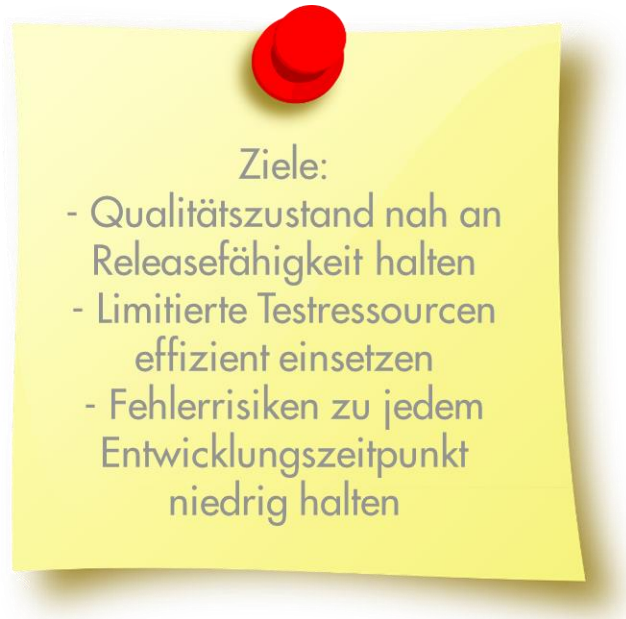 Ziele:
- Qualitätszustand nah an
Releasefähigkeit halten
- Limitierte Testressourcen
effizient einsetzen
- Fehlerrisiken zu jedem
Entwicklungszeitpunkt
niedrig halten